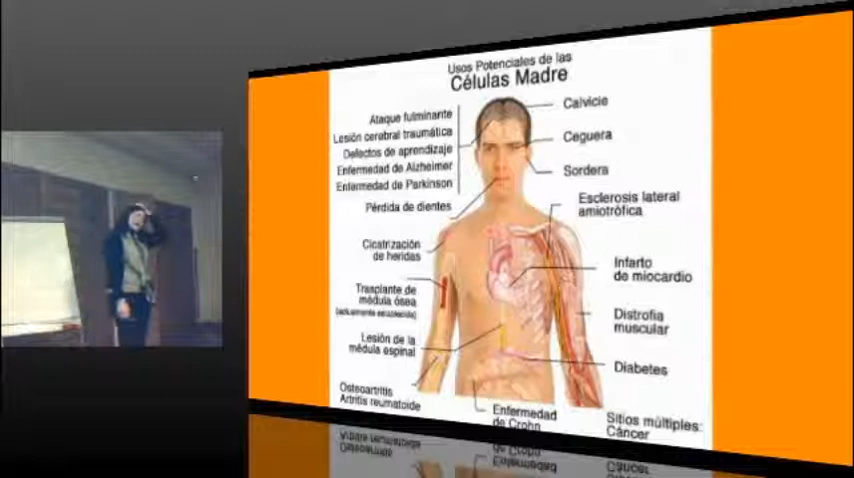 Usos Potenciales de las
Células Madre
Ataque fulminante
Lesión cerebral traumática
Defectos de aprendizaje
Enfermedad de Alzheimer
Enfermedad de Parkinson
Pérdida de dientes
Cicatrización
de heridas
Trasplante de
médula ósea
Lesión de la
médula espinal
Osteoartritis
Artritis reumatoide
Calvicie
Ceguera
Sordera
Esclerosis lateral
amiotrófica
Infarto
de miocardio
Distrofia
muscular
Diabetes
Enfermedad
de Crohn
Sitios múltiples:
Cáncer